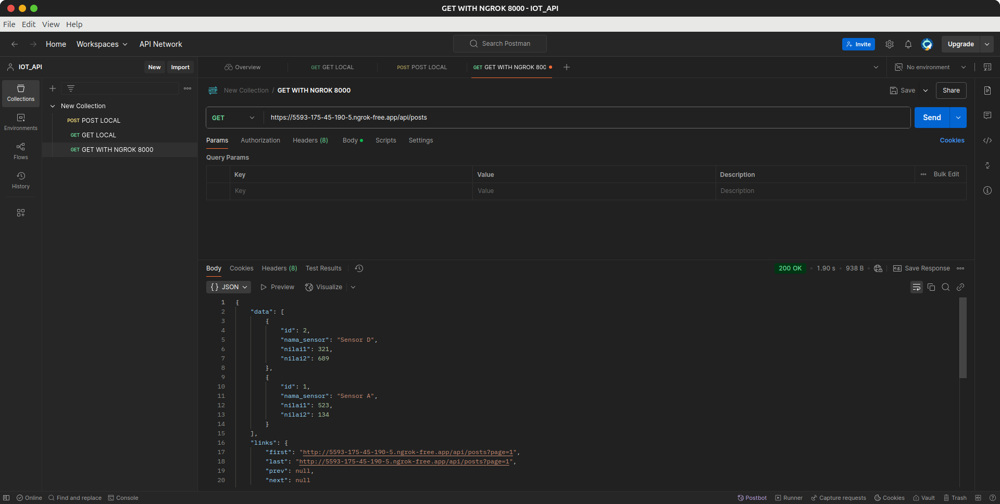 GET WITH NGROK 8000 - IOT_API
File Edit View Help
Home Workspaces API Network Search Postman Invite Upgrade
IOT_API New Import Overview GET GET LOCAL POST POST LOCAL GET GET WITH NGROK 800 No environment
HTTP New Collection / GET WITH NGROK 8000 Save Share
Collections
Environments
Flows
History
New Collection
POST POST LOCAL
GET GET LOCAL
GET GET WITH NGROK 8000
GET https://5593-175-45-190-5.ngrok-free.app/api/posts Send
Params Authorization Headers (8) Body Scripts Settings Cookies
Query Params
Key Value Description Bulk Edit
Key Value Description
Body Cookies Headers (8) Test Results 200 OK 1.90 s 938 B e.g. Save Response
{} JSON Preview Visualize
1 {
2 "data": [
3 {
4 "id": 2,
5 "nama_sensor": "Sensor D",
6 "nilai1": 321,
7 "nilai2": 689
8 },
9 {
10 "id": 1,
11 "nama_sensor": "Sensor A",
12 "nilai1": 523,
13 "nilai2": 134
14 }
15 ],
16 "links": {
17 "first": "http://5593-175-45-190-5.ngrok-free.app/api/posts?page=1",
18 "last": "http://5593-175-45-190-5.ngrok-free.app/api/posts?page=1",
19 "prev": null,
20 "next": null
Online Find and replace Console Postbot Runner Capture requests Cookies Vault Trash